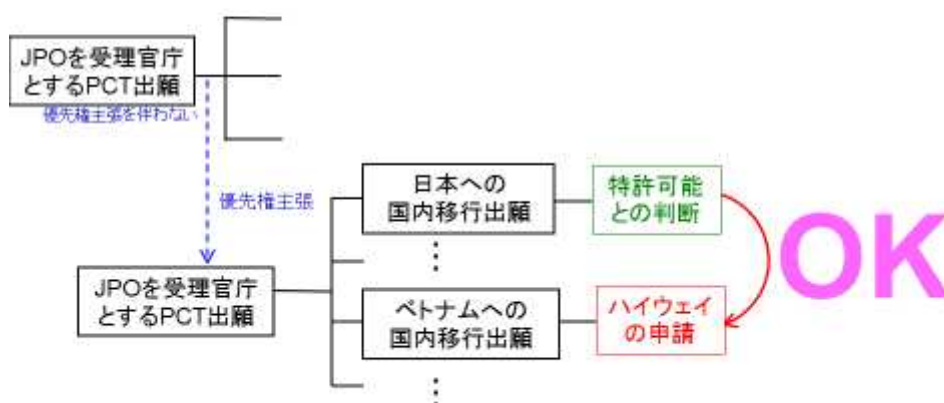 JPOを受理官庁
とするPCT出願
優先権主張を伴わない
優先権主張
日本への
国内移行出願
特許可能
との判断
OK
JPOを受理官庁
とするPCT出願
ベトナムへの
国内移行出願
ハイウェイ
の申請